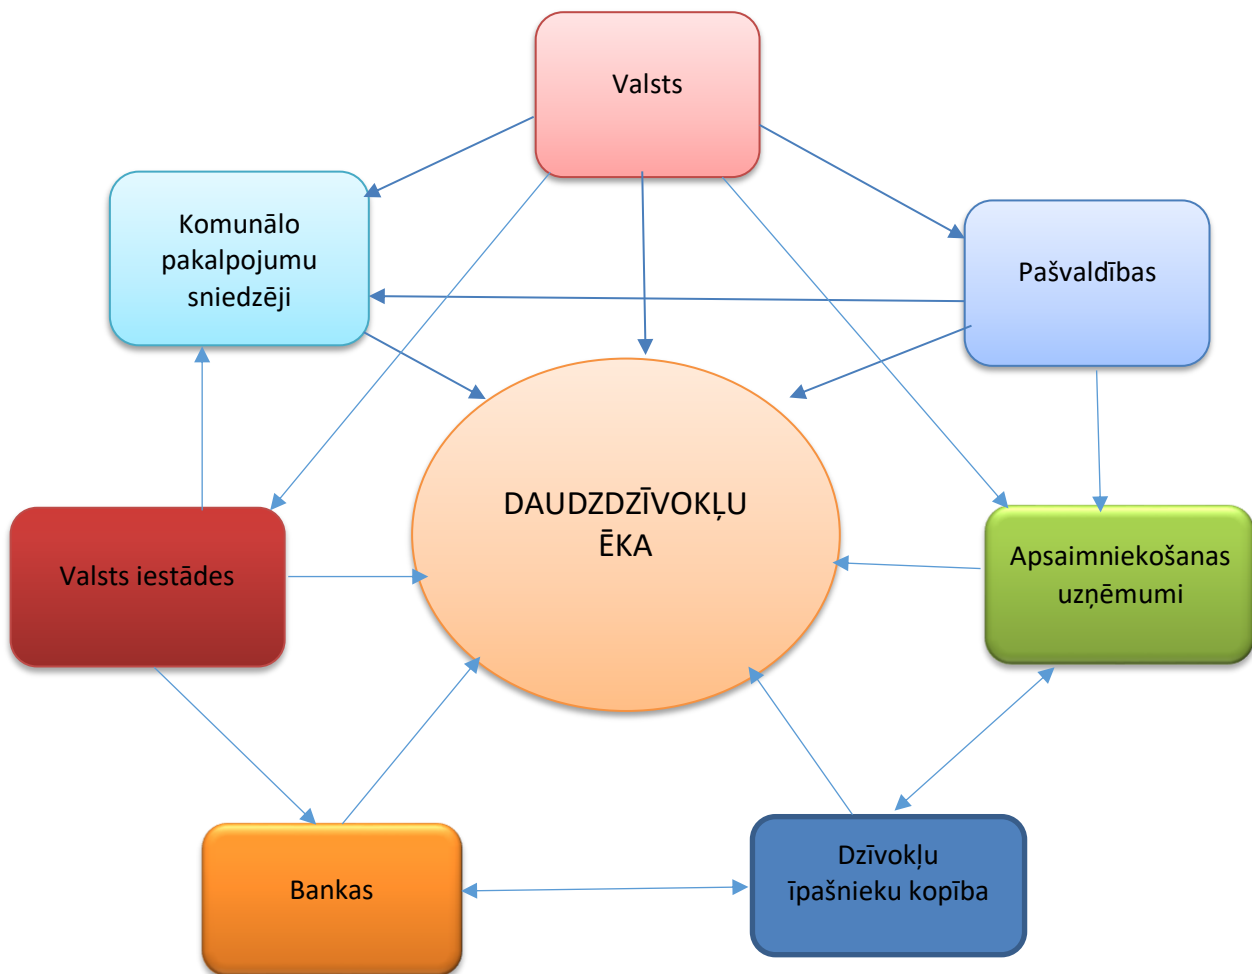 Valsts
Komunālo
pakalpojumu
sniedzēji
Pašvaldības
DAUDZDZĪVOKĻU
ĒKA
Valsts iestādes
Apsaimniekošanas
uzņēmumi
Bankas
Dzīvokļu
īpašnieku kopība